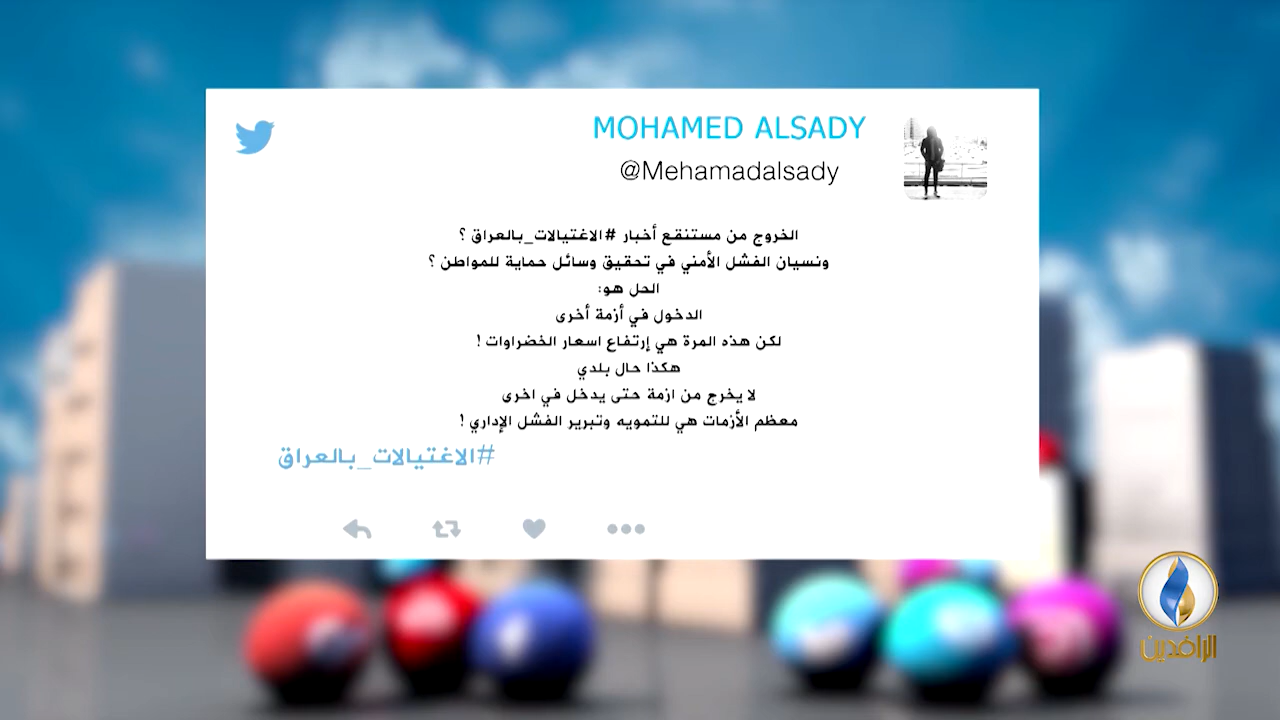 MOHAMED ALSADY
@Mehamadalsady
الخروج من مستنقع أخبار #الاغتيالات_بالعراق ؟
ونسيان الفشل الأمني في تحقيق وسائل حماية للمواطن ؟
الحل هو:
الدخول في أزمة أخرى
لكن هذه المرة هي إرتفاع اسعار الخضراوات !
هكذا حال بلدي
لا يخرج من ازمة حتى يدخل في اخرى
معظم الأزمات هي للتمويه وتبرير الفشل الإداري !
#الاغتيالات_بالعراق
الرافدين